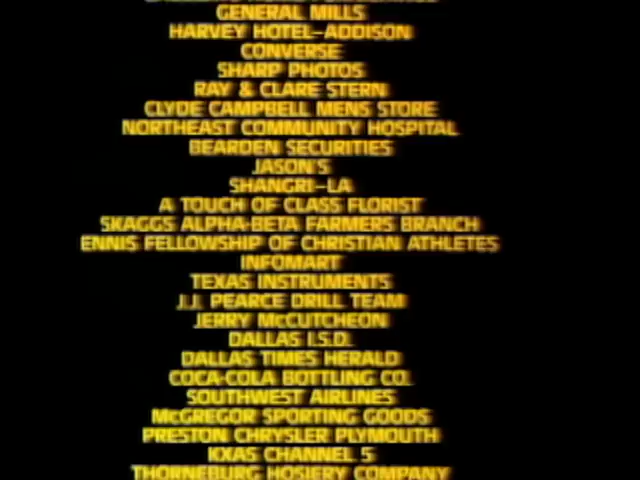 GENERAL MILLS
HARVEY HOTEL-ADDISON
CONVERSE
SHARP PHOTOS
RAY & CLARE STERN
CLYDE CAMPBELL MENS STORE
NORTHEAST COMMUNITY HOSPITAL
BEARDEN SECURITIES
JASON'S
SHANGRI-LA
A TOUCH OF CLASS FLORIST
SKAGGS ALPHA-BETA FARMERS BRANCH
ENNIS FELLOWSHIP OF CHRISTIAN ATHLETES
INFOMART
TEXAS INSTRUMENTS
J.J. PEARCE DRILL TEAM
JERRY McCUTCHEON
DALLAS I.S.D.
DALLAS TIMES HERALD
COCA-COLA BOTTLING CO.
SOUTHWEST AIRLINES
McGREGOR SPORTING GOODS
PRESTON CHRYSLER PLYMOUTH
KXAS CHANNEL 5
THORNEBURG HOSIERY COMPANY